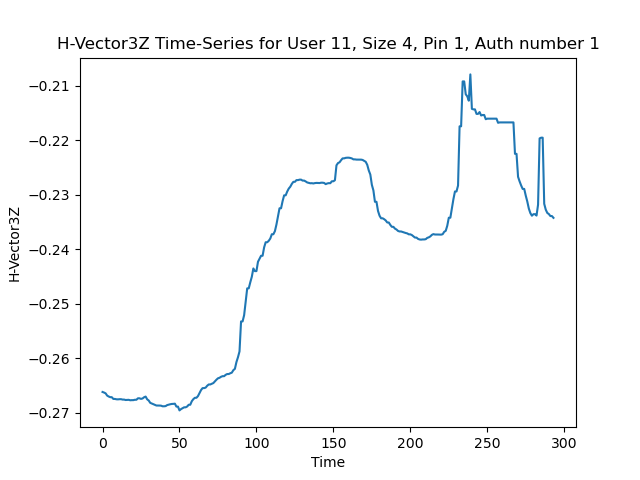 H-Vector3Z Time-Series for User 11, Size 4, Pin 1, Auth number 1
−0.21
−0.22
−0.23
−0.24
−0.25
−0.26
−0.27
H-Vector3Z
0 50 100 150 200 250 300
Time